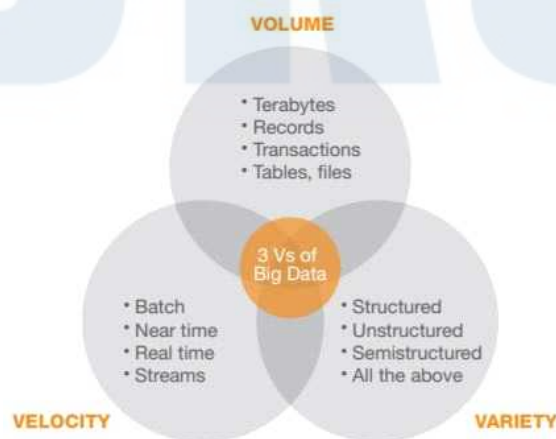 VOLUME
• Terabytes
• Records
• Transactions
• Tables, files
3 Vs of
Big Data
• Batch
• Near time
• Real time
• Streams
• Structured
• Unstructured
• Semistructured
• All the above
VELOCITY
VARIETY